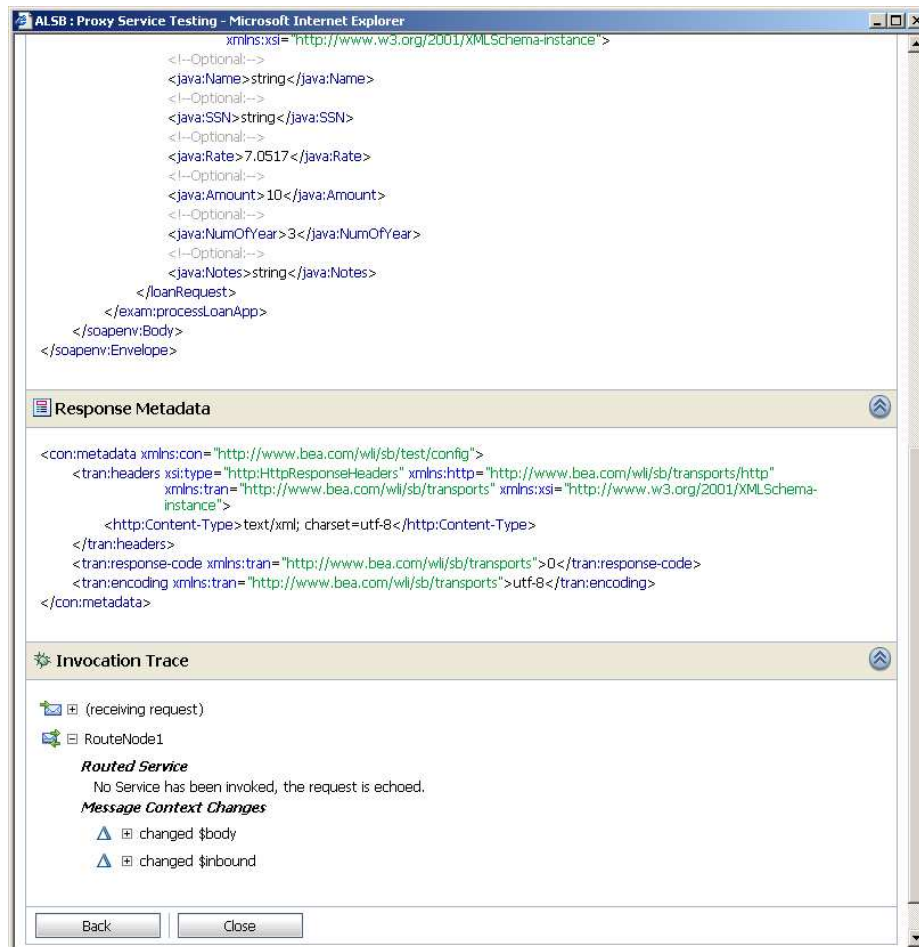 ALSB : Proxy Service Testing - Microsoft Internet Explorer
xmlns:xsi="http://www.w3.org/2001/XMLSchema-instance">
<!--Optional:-->
<java:Name>string</java:Name>
<!--Optional:-->
<java:SSN>string</java:SSN>
<!--Optional:-->
<java:Rate>7.0517</java:Rate>
<!--Optional:-->
<java:Amount>10</java:Amount>
<!--Optional:-->
<java:NumOfYear>3</java:NumOfYear>
<!--Optional:-->
<java:Notes>string</java:Notes>
</loanRequest>
</exam:processLoanApp>
</soapenv:Body>
</soapenv:Envelope>
Response Metadata
<con:metadata xmlns:con="http://www.bea.com/wli/sb/test/config">
<tran:headers xsi:type="http:HttpResponseHeaders" xmlns:http="http://www.bea.com/wli/sb/transports/http"
xmlns:tran="http://www.bea.com/wli/sb/transports" xmlns:xsi="http://www.w3.org/2001/XMLSchema-
instance">
<http:Content-Type>text/xml; charset=utf-8</http:Content-Type>
</tran:headers>
<tran:response-code xmlns:tran="http://www.bea.com/wli/sb/transports">0</tran:response-code>
<tran:encoding xmlns:tran="http://www.bea.com/wli/sb/transports">utf-8</tran:encoding>
</con:metadata>
Invocation Trace
(receiving request)
RouteNode1
Routed Service
No Service has been invoked, the request is echoed.
Message Context Changes
changed $body
changed $inbound
Back Close